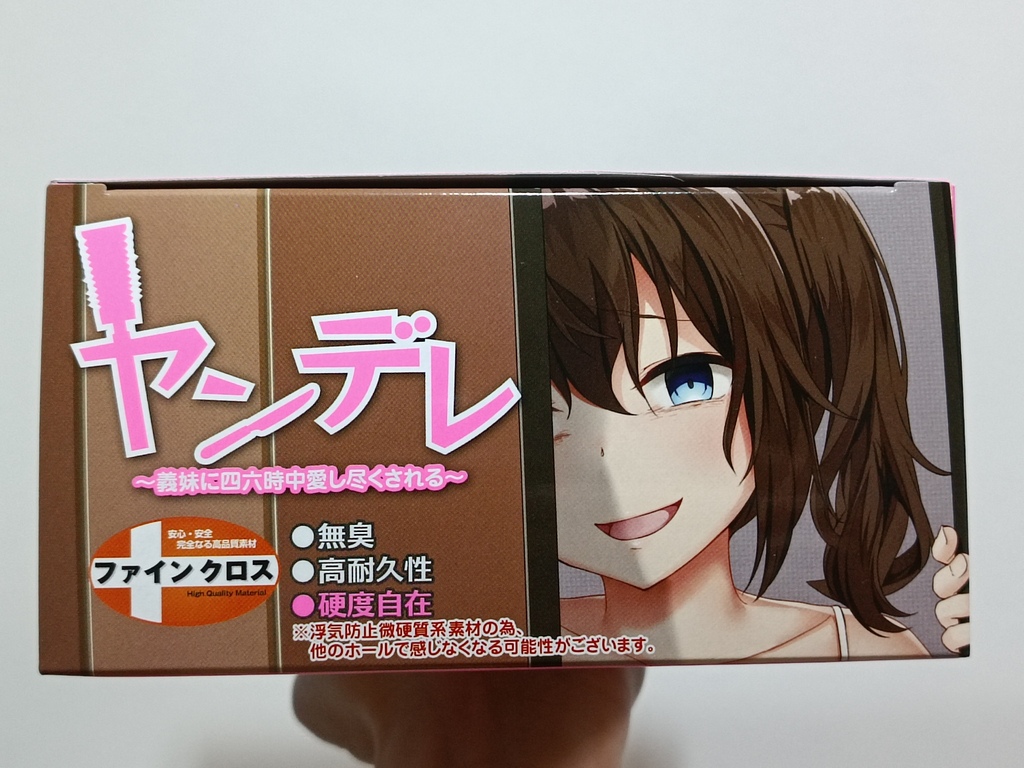 ヤンデレ
～義妹に四六時中愛し尽くされる～
安心・安全
完全なる高品質素材
ファインクロス
High Quality Material
●無臭
●高耐久性
●硬度自在
※浮気防止微硬質系素材の為、
他のホールで感じなくなる可能性がございます。